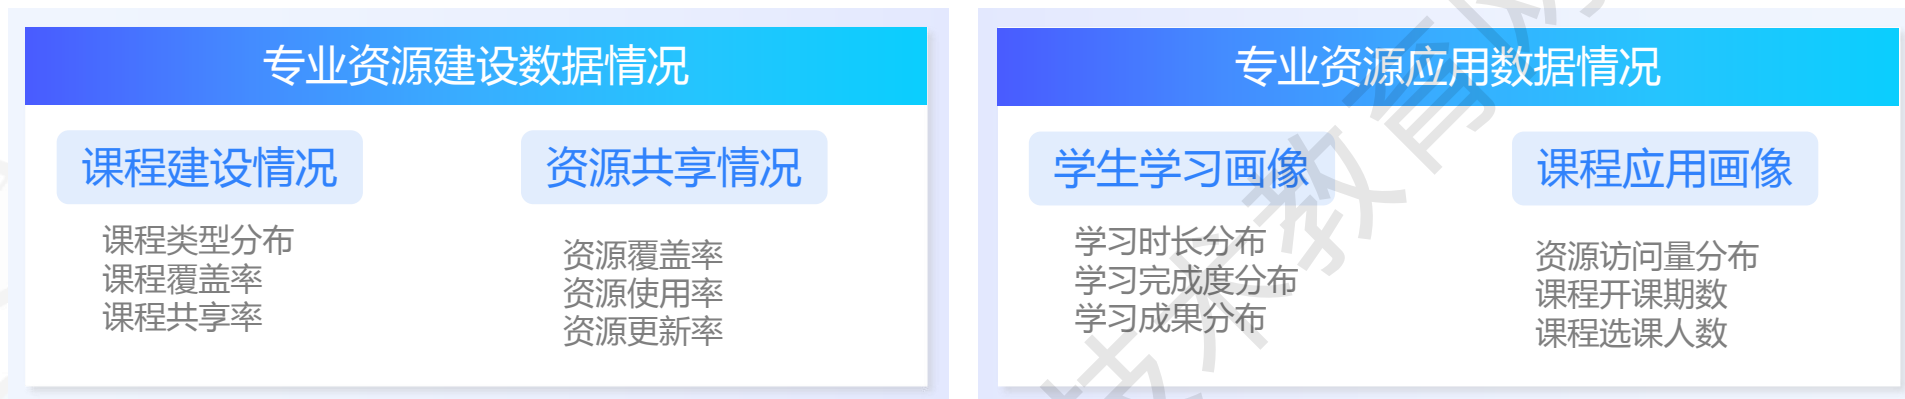 专业资源建设数据情况
课程建设情况
课程类型分布
课程覆盖率
课程共享率
资源共享情况
资源覆盖率
资源使用率
资源更新率
专业资源应用数据情况
学生学习画像
学习时长分布
学习完成度分布
学习成果分布
课程应用画像
资源访问量分布
课程开课期数
课程选课人数
技术教育网